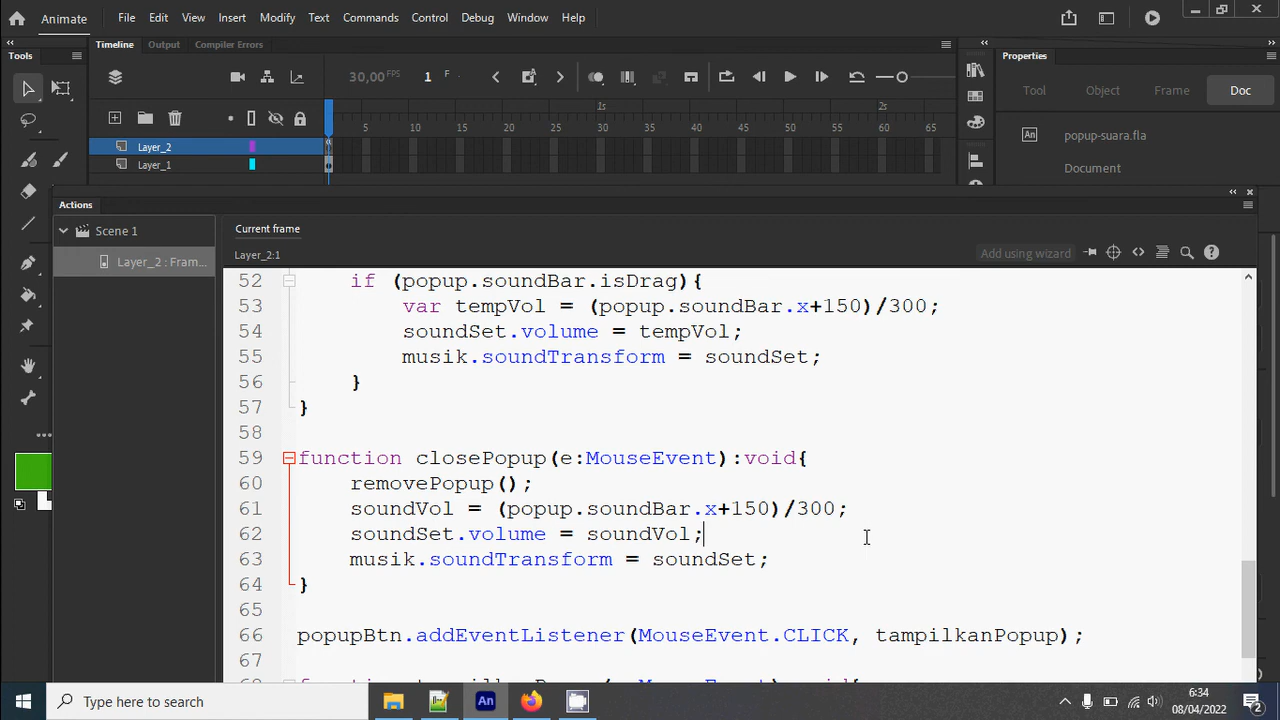 Animate
File Edit View Insert Modify Text Commands Control Debug Window Help
Tools
Timeline Output Compiler Errors
Properties
30,00 FPS 1 F
Tool Object Frame Doc
1s 2s
5 10 15 20 25 30 35 40 45 50 55 60 65
An popup-suara.fla
Document
Layer_2
Layer_1
Actions
Scene 1
Layer_2 : Fram...
Current frame
Layer_2:1
Add using wizard
52 if (popup.soundBar.isDrag){
53 var tempVol = (popup.soundBar.x+150)/300;
54 soundSet.volume = tempVol;
55 musik.soundTransform = soundSet;
56 }
57 }
58
59 function closePopup(e:MouseEvent):void{
60 removePopup();
61 soundVol = (popup.soundBar.x+150)/300;
62 soundSet.volume = soundVol;
63 musik.soundTransform = soundSet;
64 }
65
66 popupBtn.addEventListener(MouseEvent.CLICK, tampilkanPopup);
67
Type here to search
An
6:34
08/04/2022
2